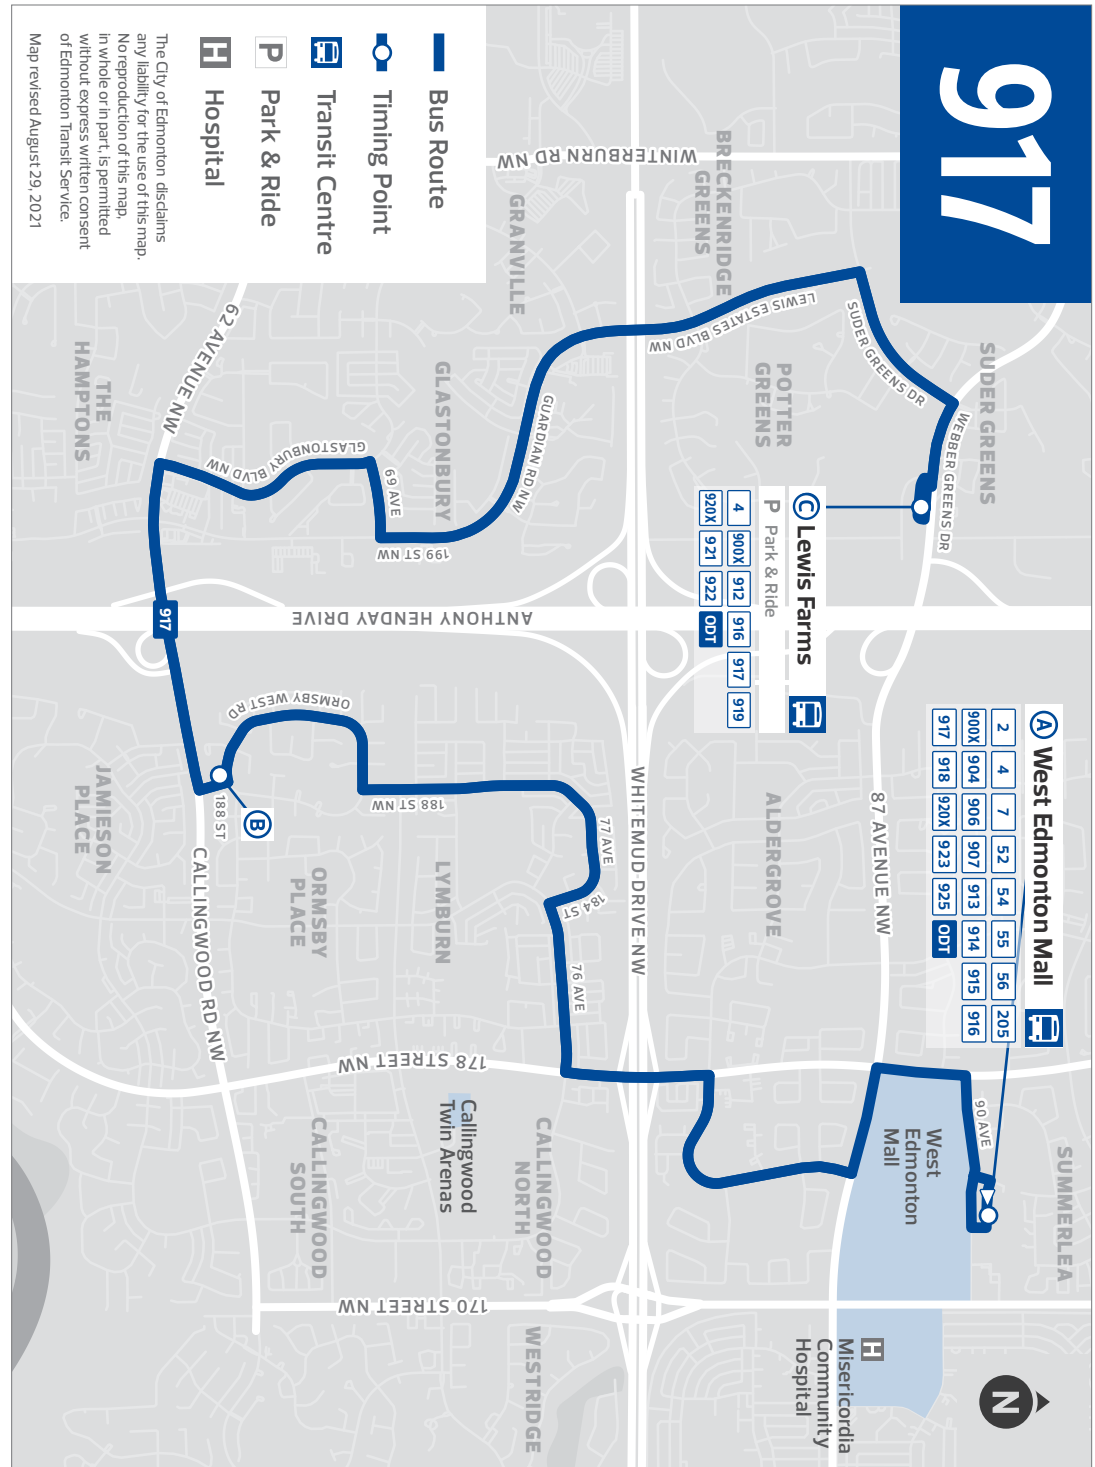 917
WINTERBURN RD NW
BRECKENRIDGE
GREENS
GRANVILLE
SUDER GREENS
LEWIS ESTATES BLVD NW
SUDER GREENS DR
WEBBER GREENS DR
POTTER
GREENS
C Lewis Farms
P Park & Ride
4 900X 912 916 917 919
920X 921 922 ODT
A West Edmonton Mall
2 4 7 52 54 55 56 205
900X 904 906 907 913 914 915 916
917 918 920X 923 925 ODT
SUMMERLEA
90 AVE
West
Edmonton
Mall
H
Misericordia
Community
Hospital
N
87 AVENUE NW
ALDERGROVE
WHITEMUD DRIVE NW
GUARDIAN RD NW
GLASTONBURY
199 ST NW
69 AVE
GLASTONBURY BLVD NW
62 AVENUE NW
THE
HAMPTONS
ANTHONY HENDAY DRIVE
917
ORMSBY WEST RD
188 ST NW
77 AVE
184 ST
76 AVE
LYMBURN
ORMSBY
PLACE
B
188 ST
JAMIESON
PLACE
CALLINGWOOD RD NW
178 STREET NW
Callingwood
Twin Arenas
CALLINGWOOD
NORTH
CALLINGWOOD
SOUTH
170 STREET NW
WESTRIDGE
Bus Route
Timing Point
Transit Centre
P Park & Ride
H Hospital
The City of Edmonton disclaims
any liability for the use of this map.
No reproduction of this map,
in whole or in part, is permitted
without express written consent
of Edmonton Transit Service.
Map revised August 29, 2021